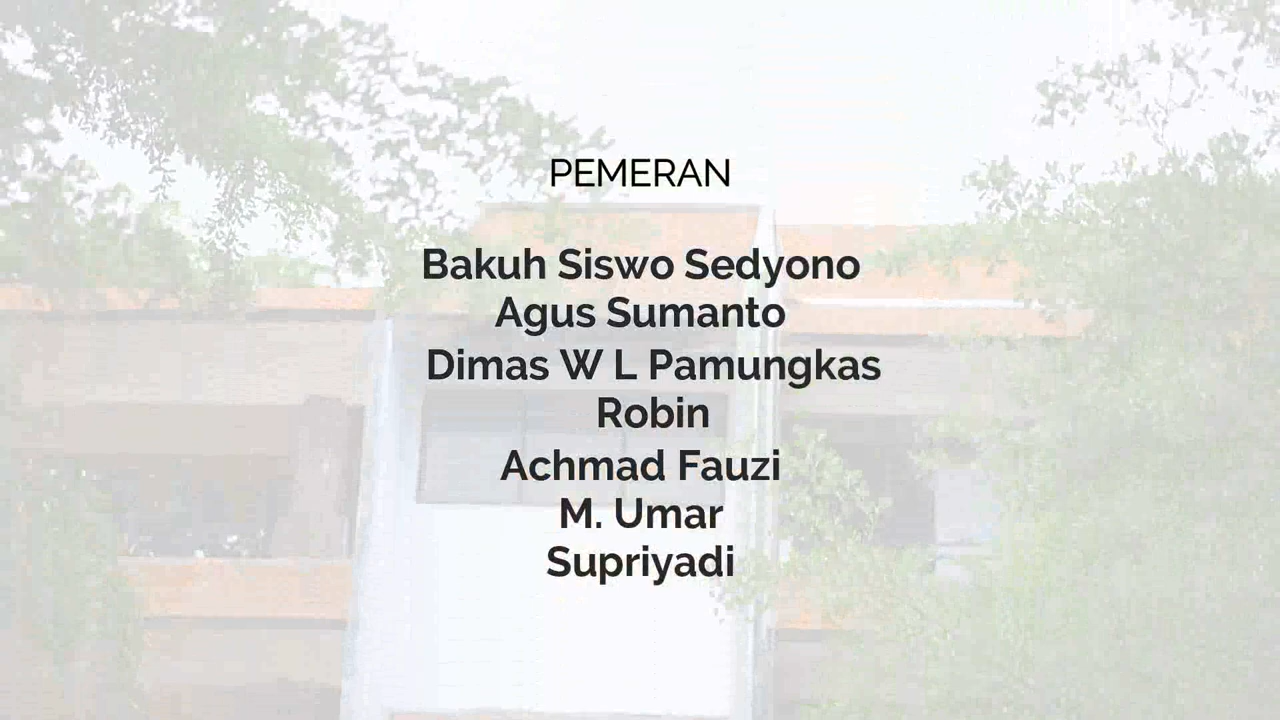 PEMERAN
Bakuh Siswo Sedyono
Agus Sumanto
Dimas W L Pamungkas
Robin
Achmad Fauzi
M. Umar
Supriyadi